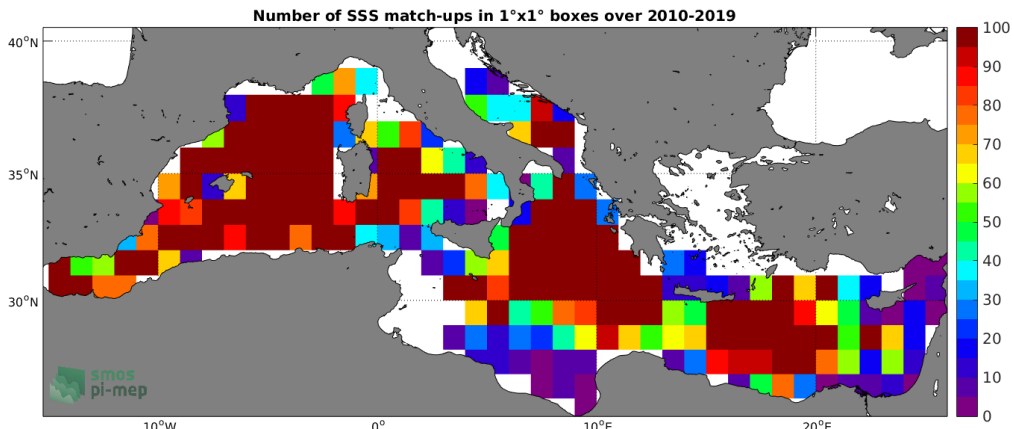 Number of SSS match-ups in 1°x1° boxes over 2010-2019
40°N
35°N
30°N
10°W
0°
10°E
20°E
100
90
80
70
60
50
40
30
20
10
0
smos
pi-mep